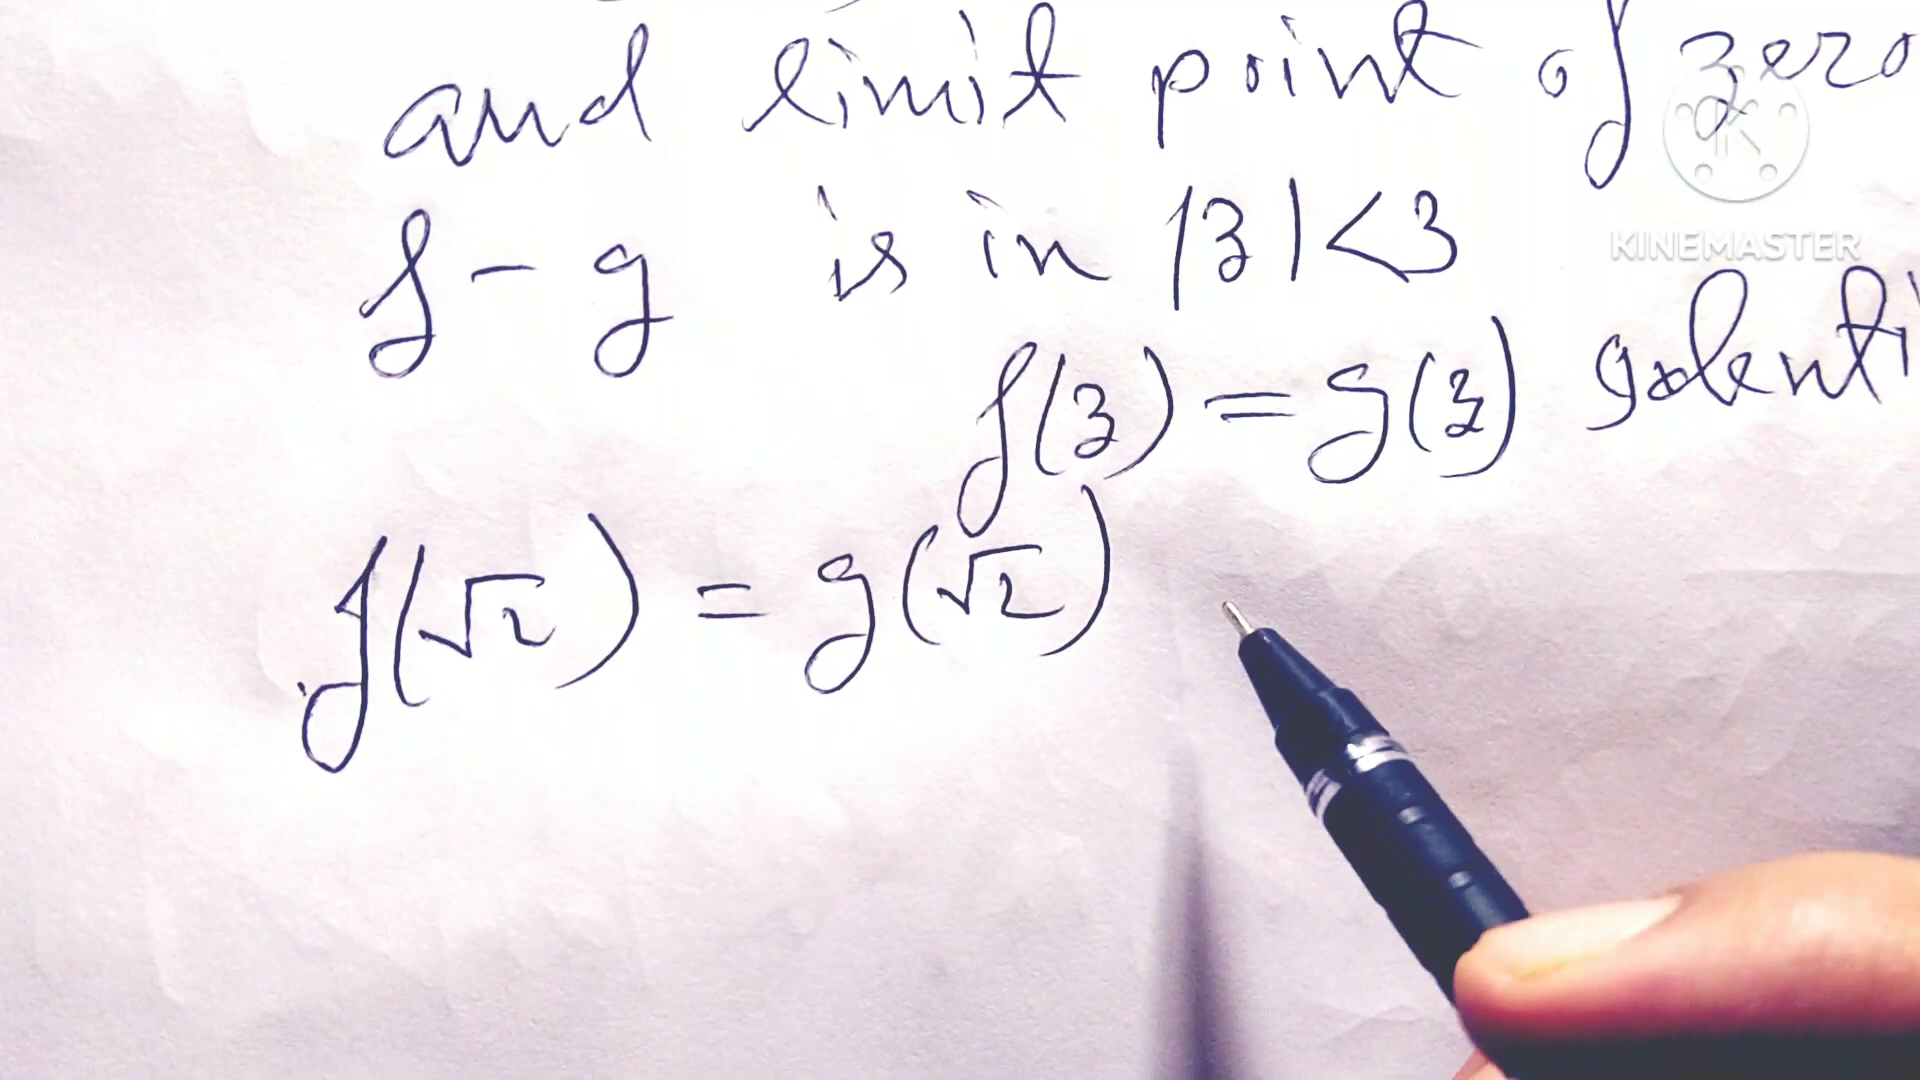 and limit point of zero
f - g is in |z|<3
f(z) = g(z) identi
f(√2) = g(√2)
KINEMASTER